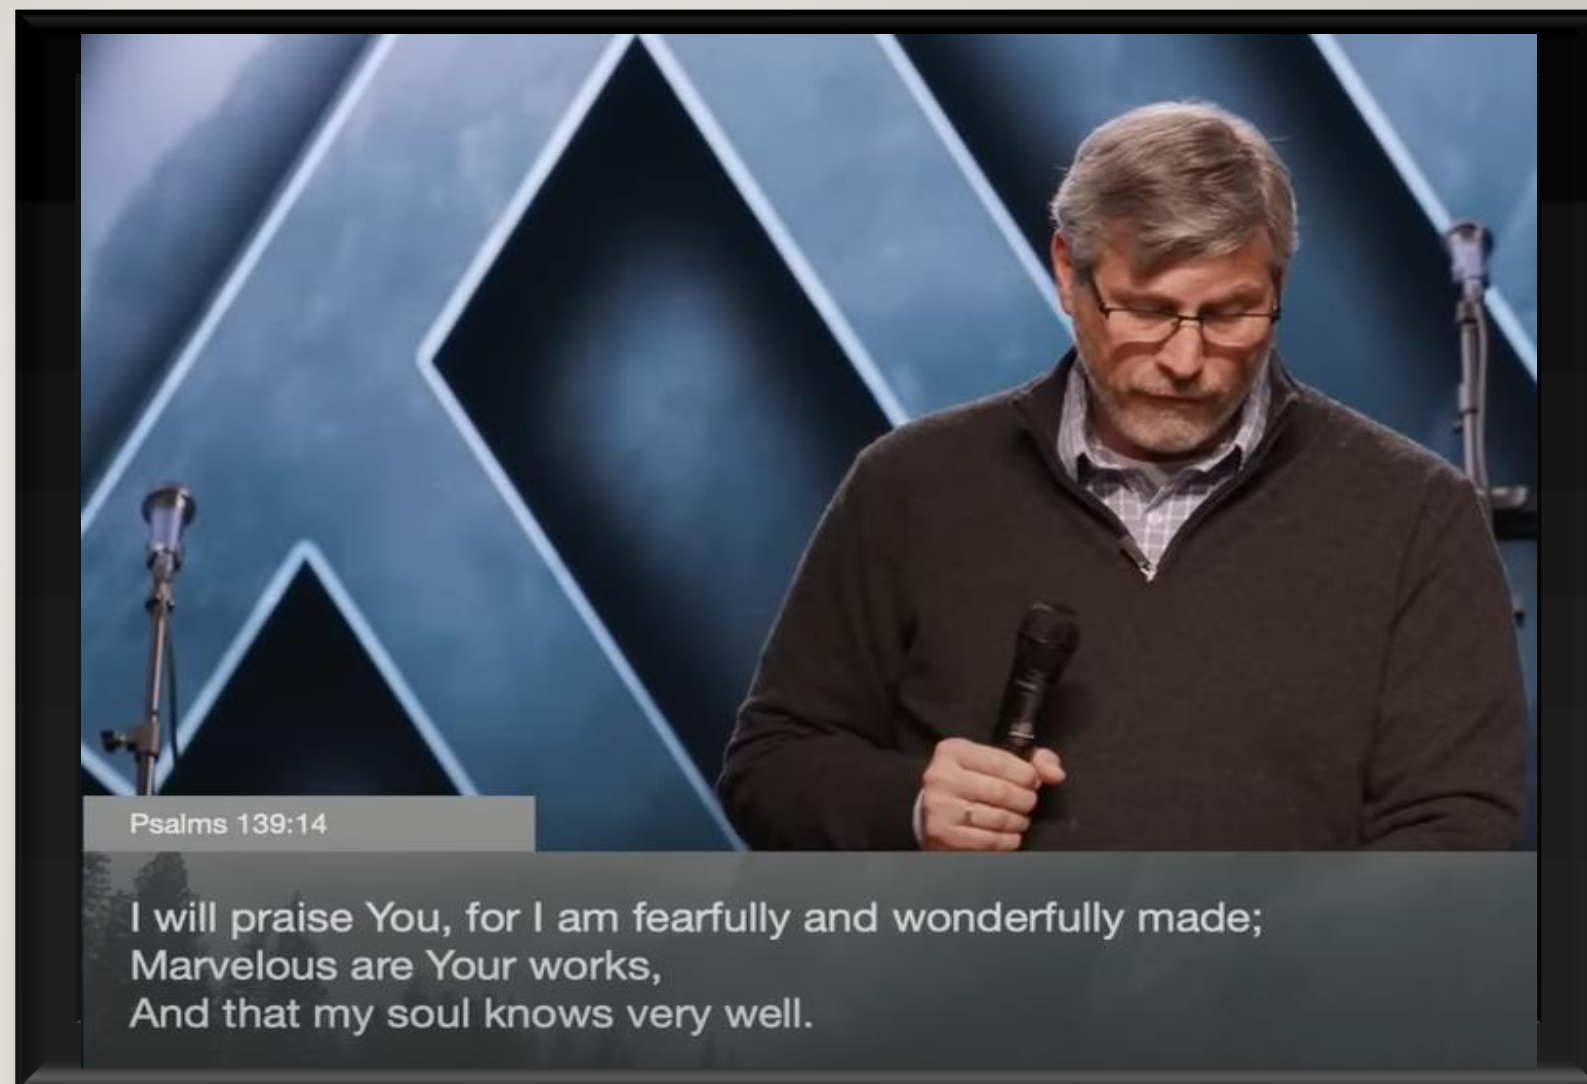 Psalms 139:14
I will praise You, for I am fearfully and wonderfully made;
Marvelous are Your works,
And that my soul knows very well.